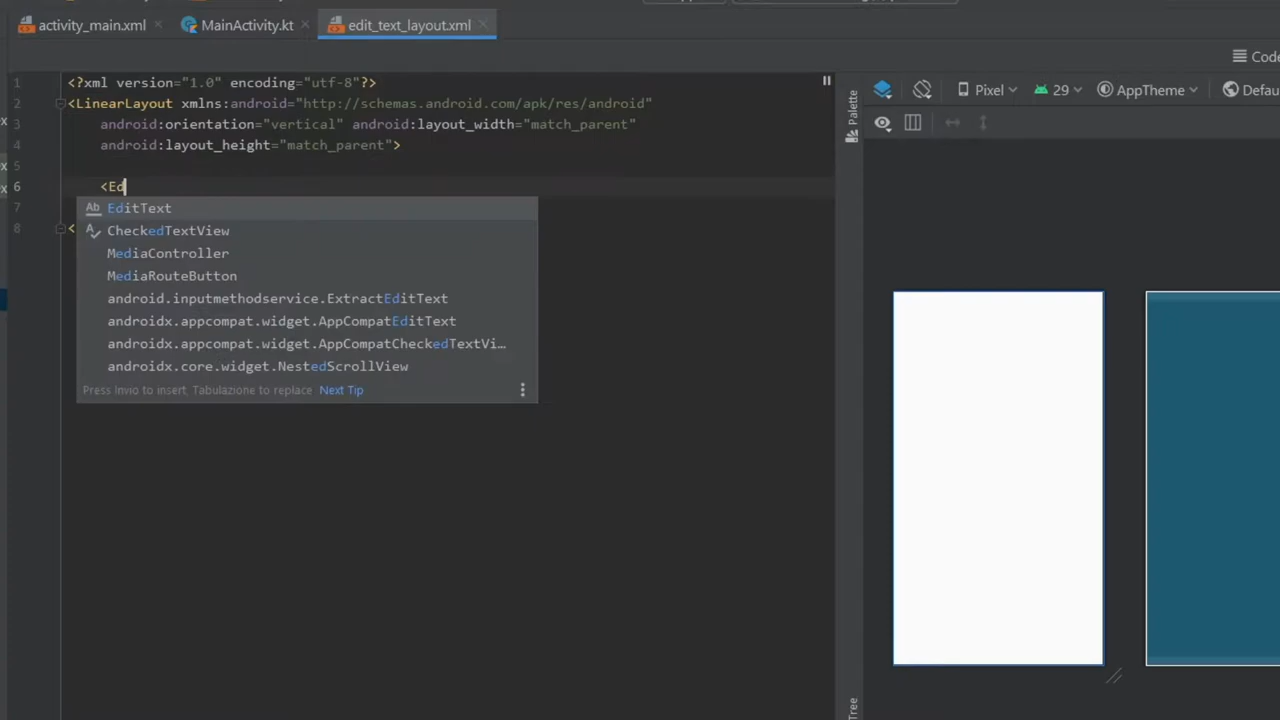 activity_main.xml MainActivity.kt edit_text_layout.xml
Code
1 <?xml version="1.0" encoding="utf-8"?>
2 <LinearLayout xmlns:android="http://schemas.android.com/apk/res/android"
3 android:orientation="vertical" android:layout_width="match_parent"
4 android:layout_height="match_parent">
5
6 <Ed
7
8 <
EditText
CheckedTextView
MediaController
MediaRouteButton
android.inputmethodservice.ExtractEditText
androidx.appcompat.widget.AppCompatEditText
androidx.appcompat.widget.AppCompatCheckedTextVi…
androidx.core.widget.NestedScrollView
Press Invio to insert, Tabulazione to replace Next Tip
Palette
Pixel 29 AppTheme Defau
Tree